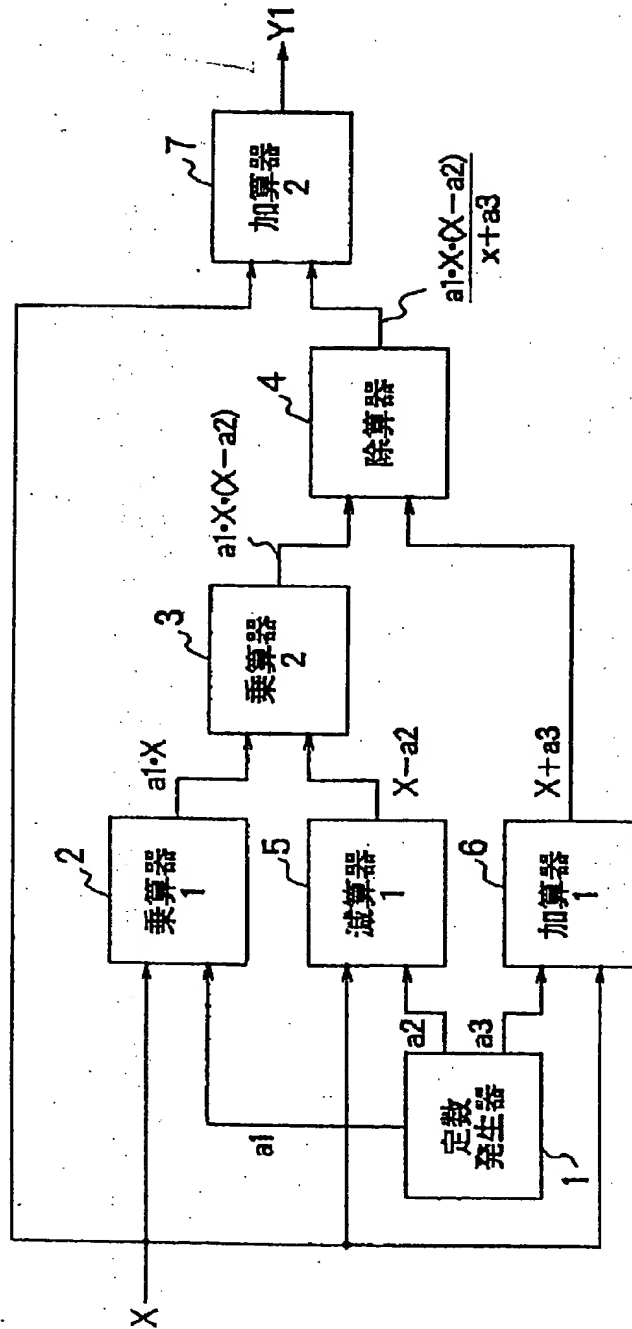 X
定数
発生器
1
a1
a2
a3
乗算器
1
2
減算器
1
5
加算器
1
6
a1•X
X−a2
X+a3
乗算器
2
3
a1•X•(X−a2)
除算器
4
a1•X•(X−a2)
x+a3
加算器
2
7
Y1